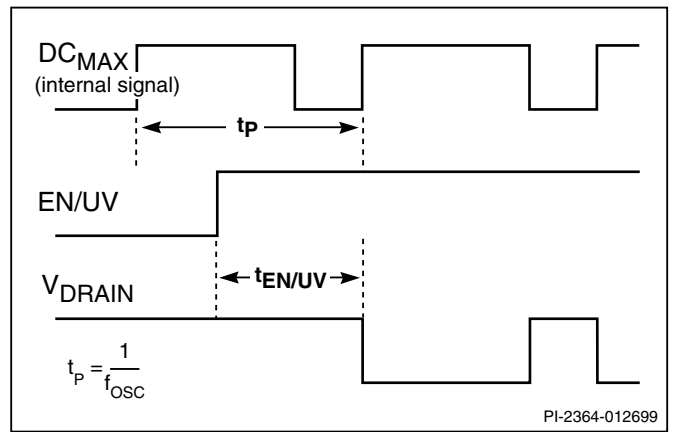 DCMAX
(internal signal)
tP
EN/UV
tEN/UV
VDRAIN
tP = 1/fOSC
PI-2364-012699